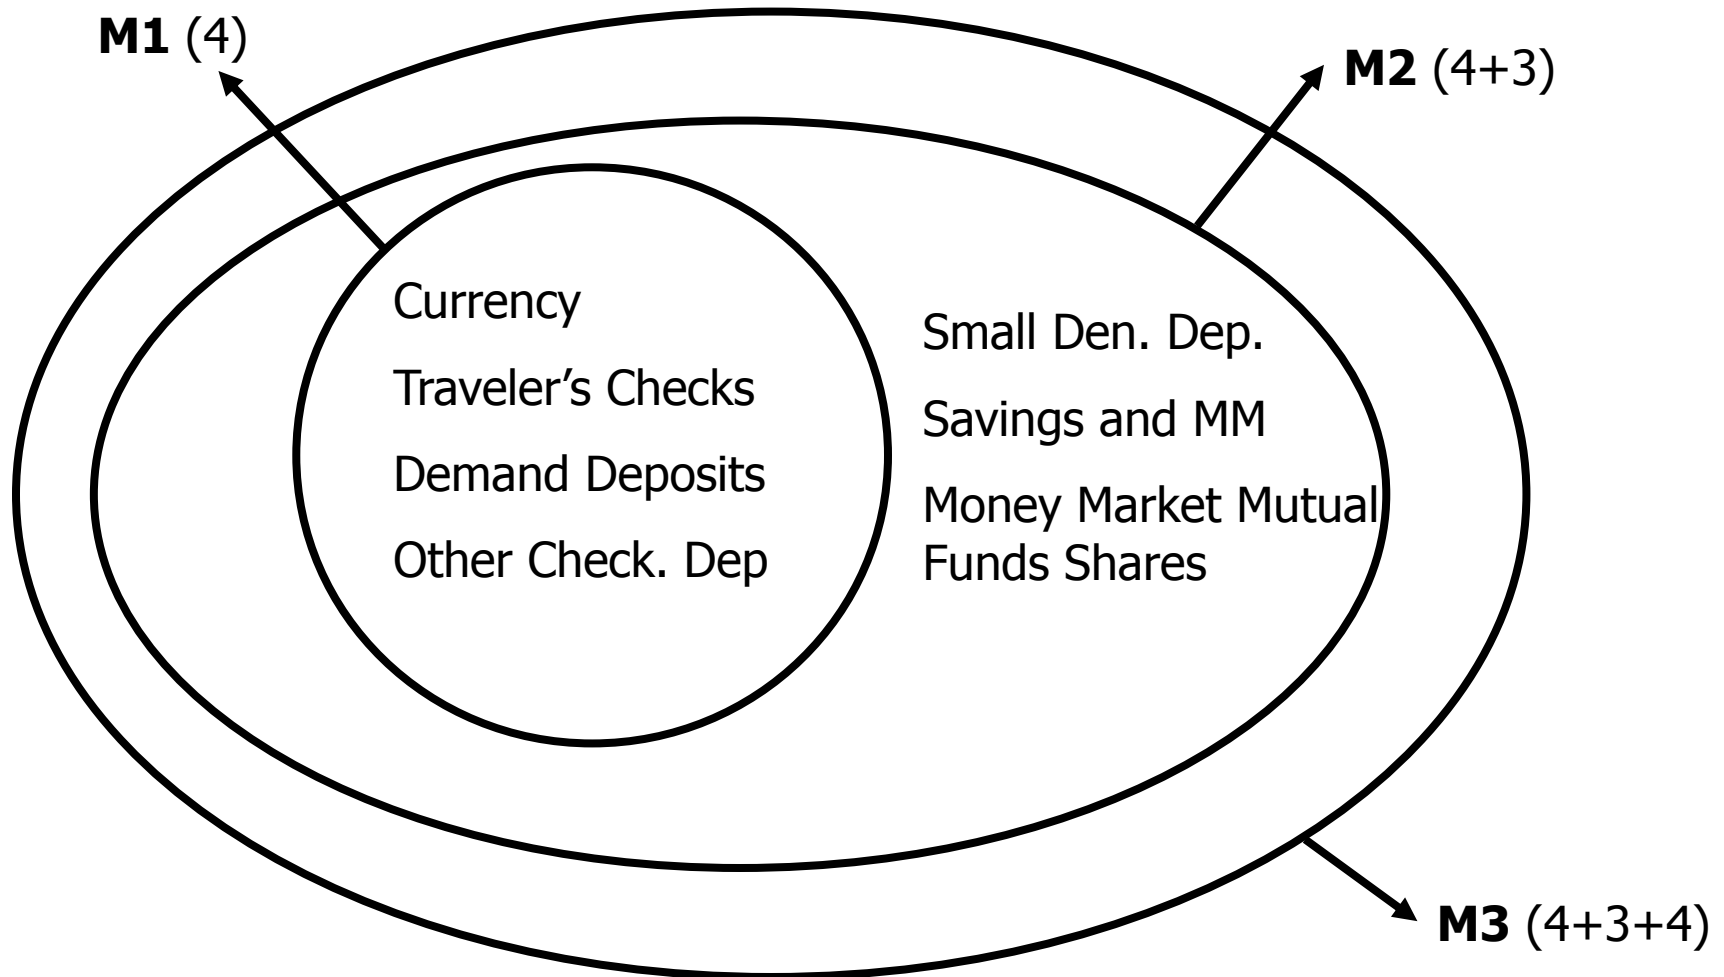 M1 (4)
M2 (4+3)
Currency
Traveler’s Checks
Demand Deposits
Other Check. Dep
Small Den. Dep.
Savings and MM
Money Market Mutual
Funds Shares
M3 (4+3+4)